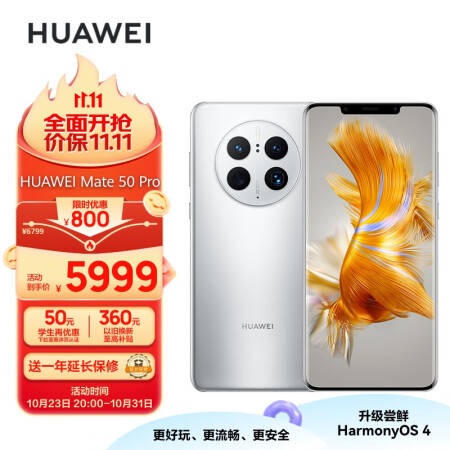 HUAWEI
11.11
全面开抢
价保11.11
HUAWEI Mate 50 Pro
限时优惠
¥800
¥6799
活动
到手价 ¥5999
50元
学生再优惠
360元
以旧换新
至高补贴
送一年延长保修
活动时间
10月23日 20:00-10月31日
HUAWEI
更好玩、更流畅、更安全
升级尝鲜
HarmonyOS 4